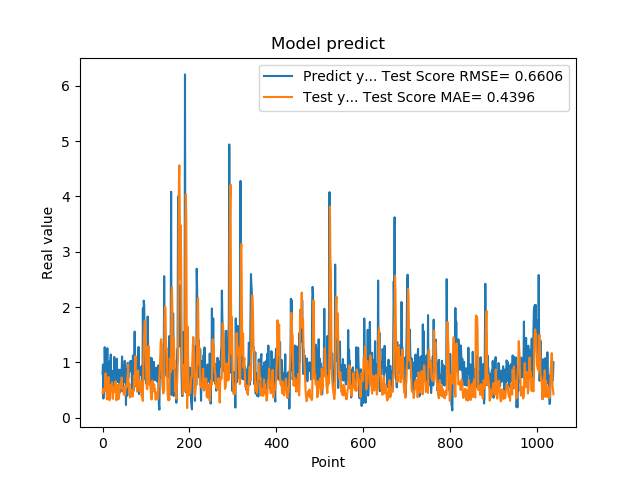 Model predict
Predict y... Test Score RMSE= 0.6606
Test y... Test Score MAE= 0.4396
6
5
4
3
2
1
0
Real value
0 200 400 600 800 1000
Point